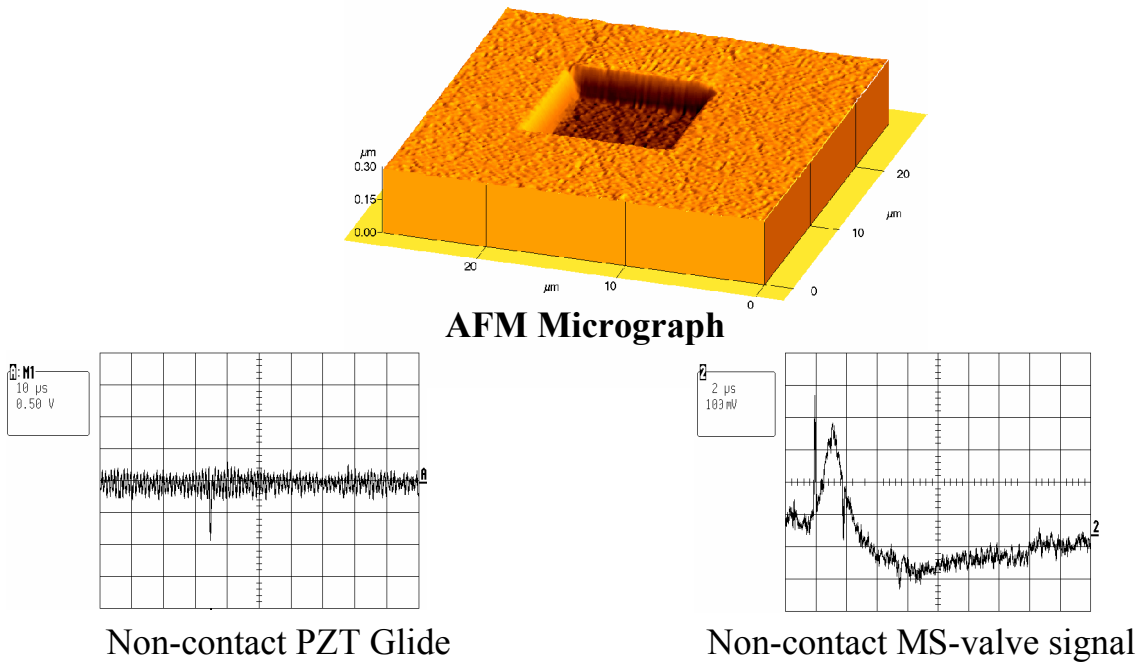 µm
0.30
0.15
0.00
20
µm
10
0
20
µm
10
0
AFM Micrograph
A:M1
10 µs
0.50 V
A
2
2 µs
100mV
2
Non-contact PZT Glide
Non-contact MS-valve signal